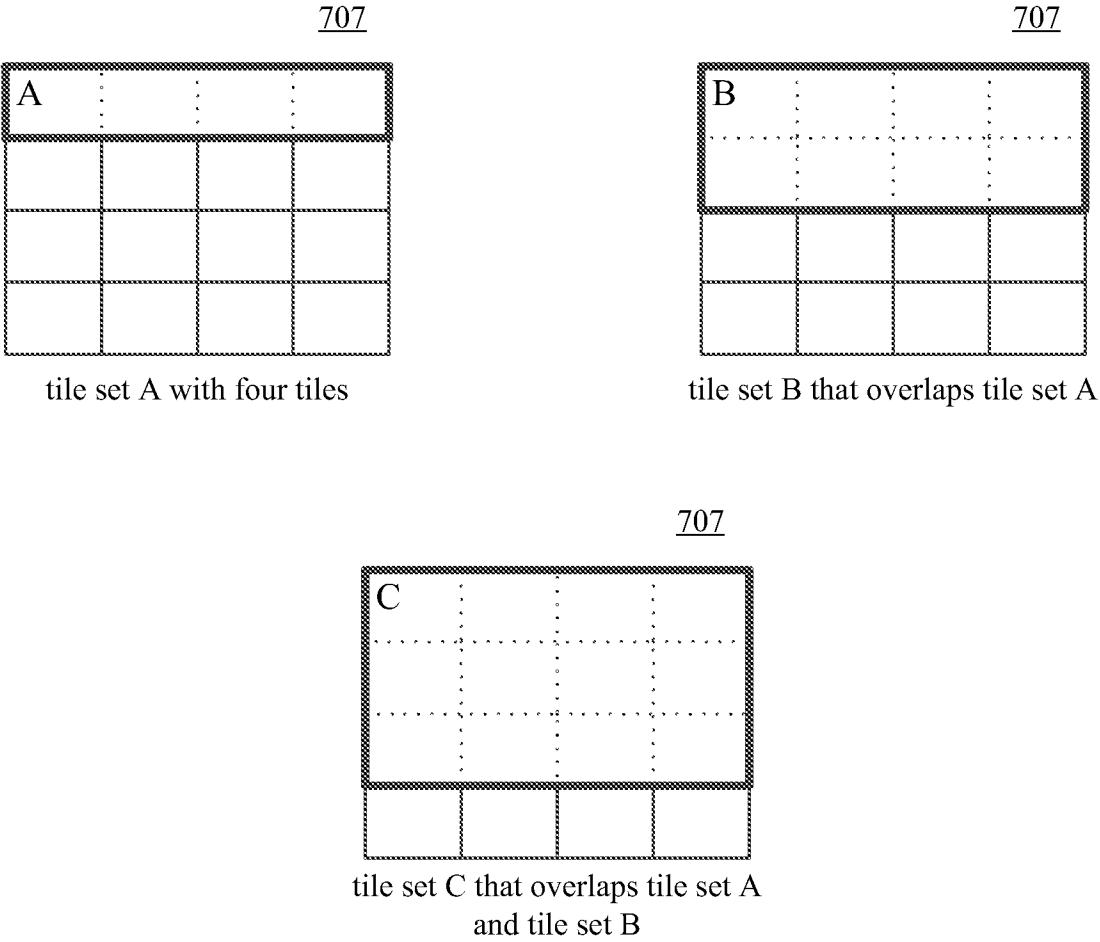 707
A
tile set A with four tiles
707
B
tile set B that overlaps tile set A
707
C
tile set C that overlaps tile set A
and tile set B